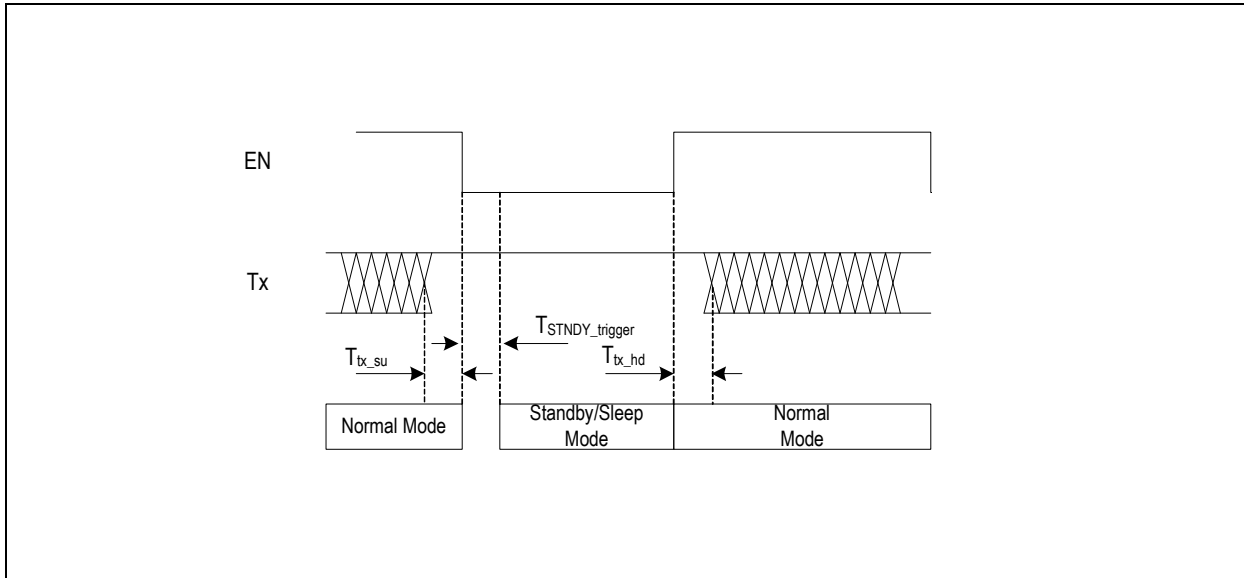 EN
Tx
TSTNDY_trigger
Ttx_su
Ttx_hd
Normal Mode
Standby/Sleep
Mode
Normal
Mode